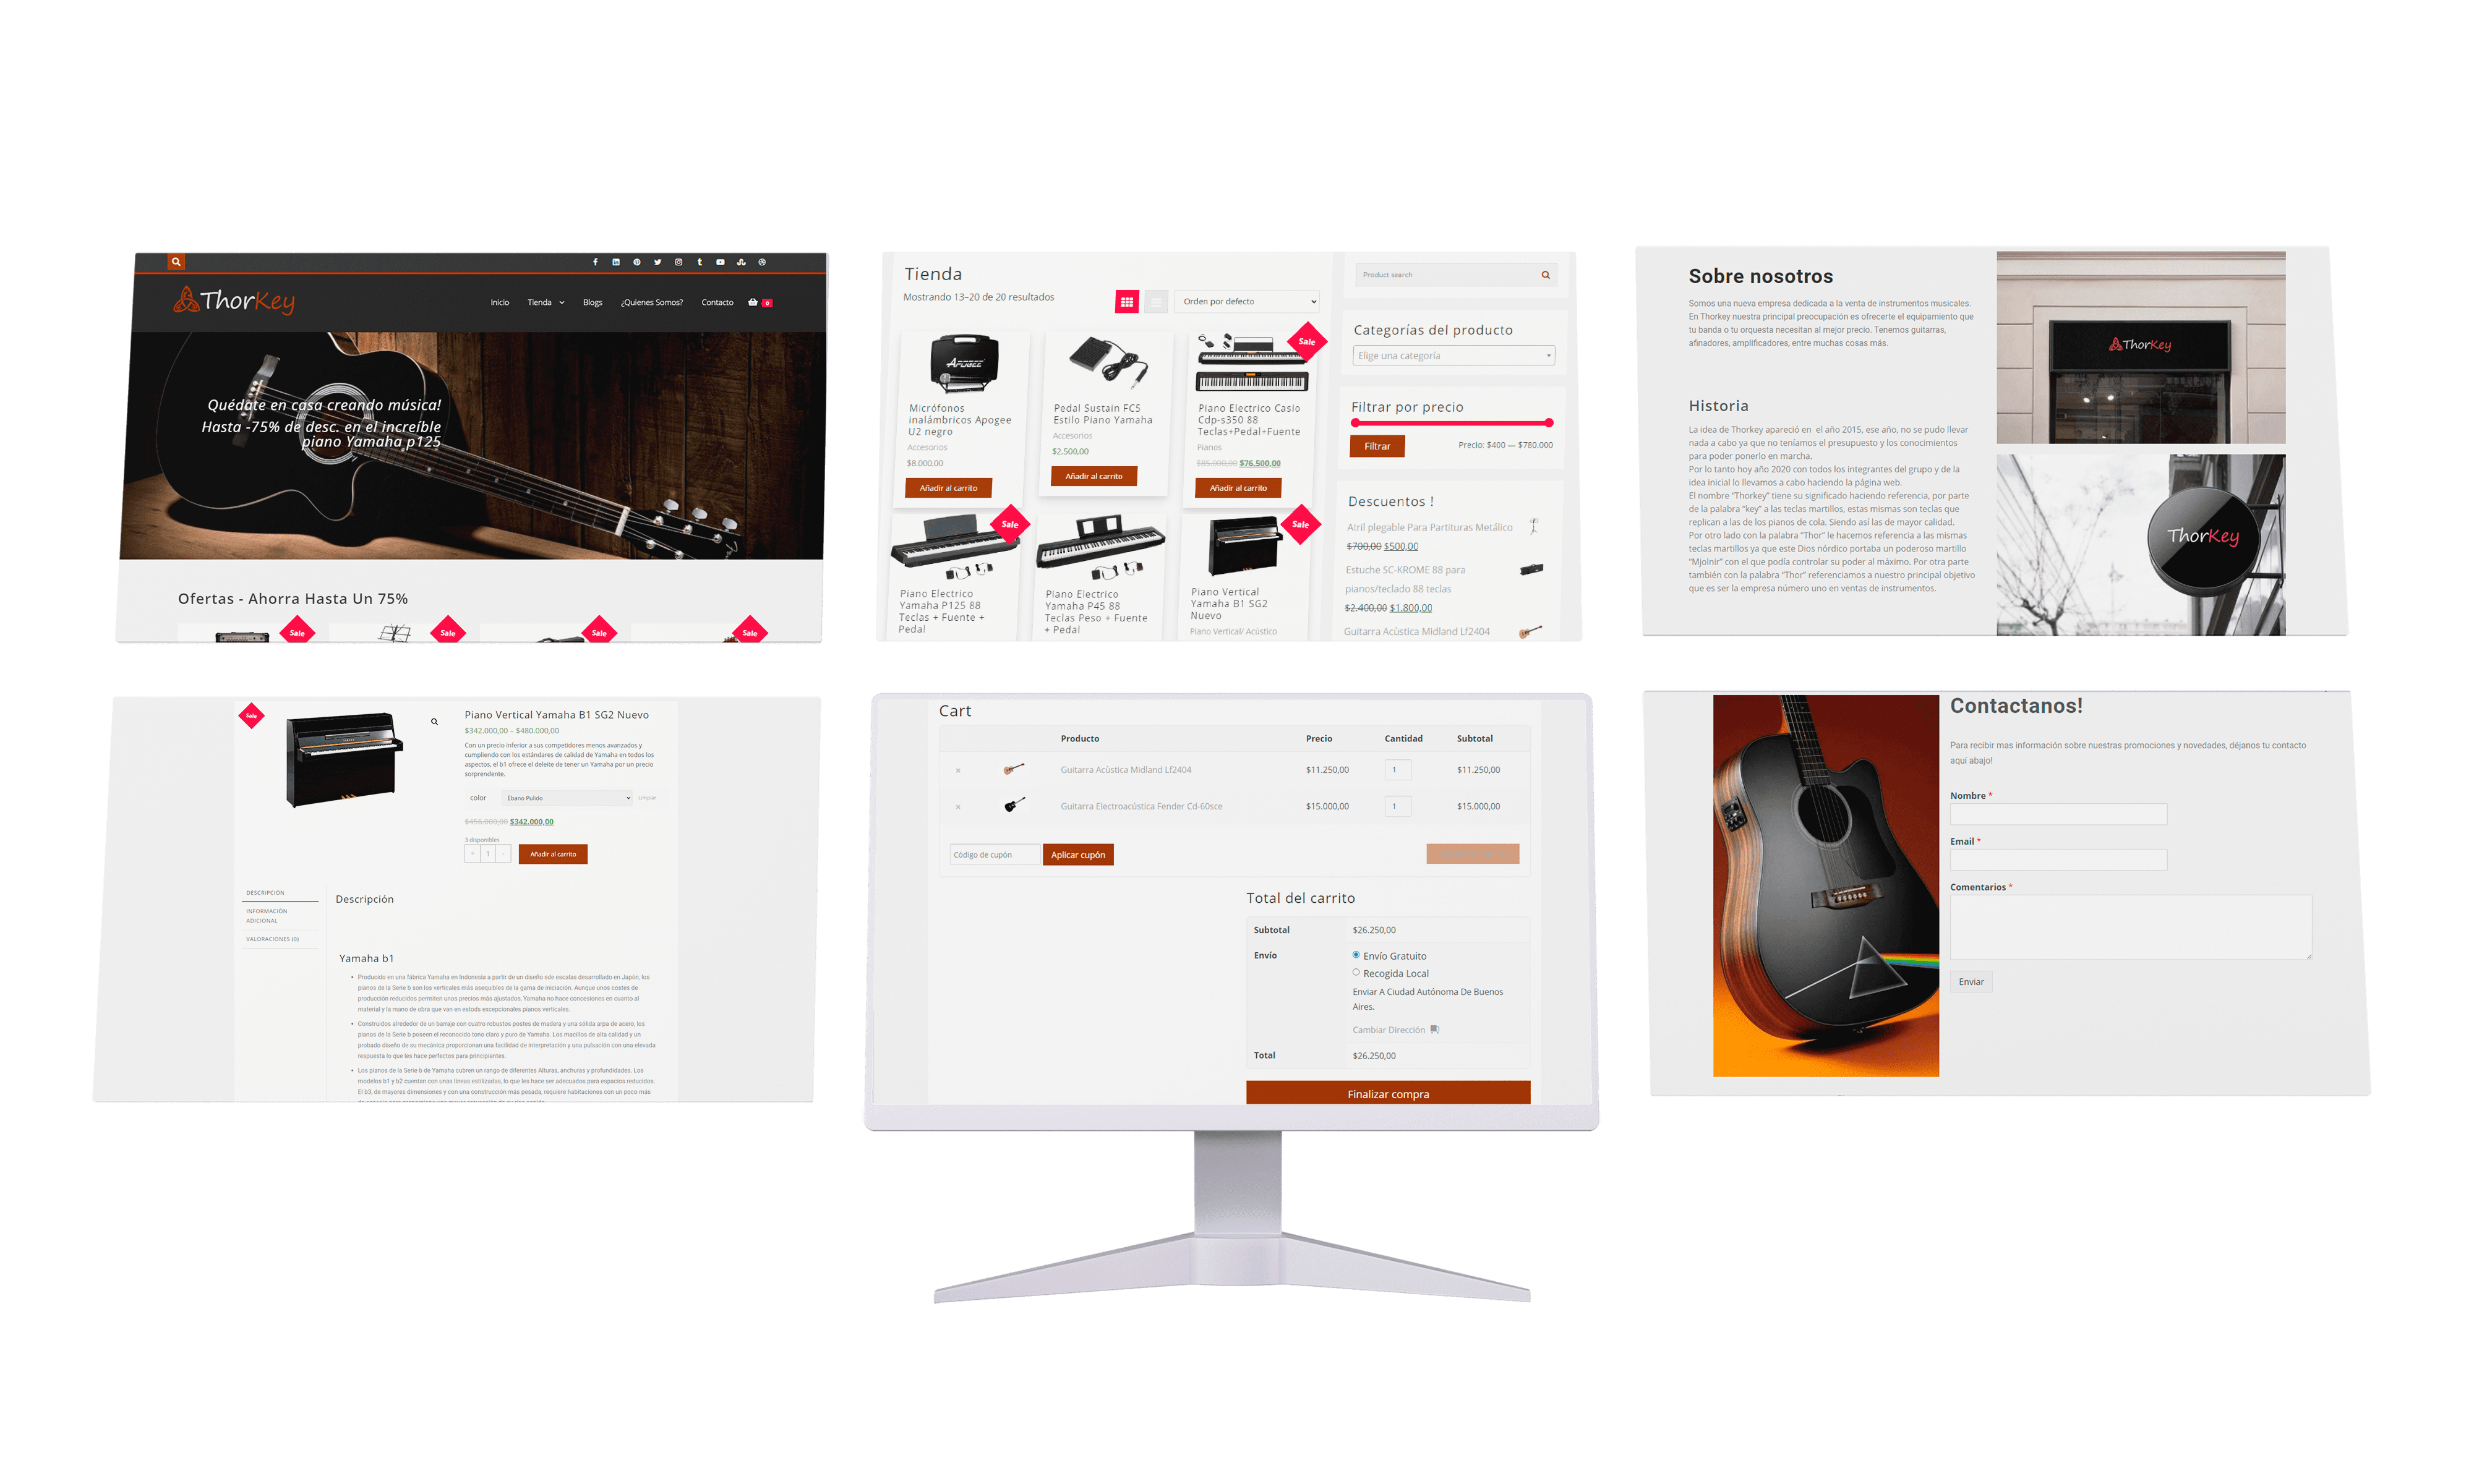 ThorKey
Inicio
Tienda
Blogs
¿Quienes Somos?
Contacto
0
Quédate en casa creando música!
Hasta -75% de desc. en el increíble
piano Yamaha p125
Ofertas - Ahorra Hasta Un 75%
Sale
Sale
Sale
Sale
Tienda
Mostrando 13–20 de 20 resultados
Orden por defecto
APOGEE
Micrófonos
inalámbricos Apogee
U2 negro
Accesorios
$8.000,00
Añadir al carrito
Pedal Sustain FC5
Estilo Piano Yamaha
Accesorios
$2.500,00
Añadir al carrito
Sale
Piano Electrico Casio
Cdp-s350 88
Teclas+Pedal+Fuente
Pianos
$85.000,00 $76.500,00
Añadir al carrito
Sale
Piano Electrico
Yamaha P125 88
Teclas + Fuente +
Pedal
Piano Electrico
Yamaha P45 88
Teclas Peso + Fuente
+ Pedal
Sale
Piano Vertical
Yamaha B1 SG2
Nuevo
Piano Vertical/ Acústico
Product search
Categorías del producto
Elige una categoría
Filtrar por precio
Filtrar
Precio: $400 — $780.000
Descuentos !
Atril plegable Para Partituras Metálico
$700,00 $500,00
Estuche SC-KROME 88 para
pianos/teclado 88 teclas
$2.400,00 $1.800,00
Guitarra Acùstica Midland Lf2404
Sobre nosotros
Somos una nueva empresa dedicada a la venta de instrumentos musicales.
En Thorkey nuestra principal preocupación es ofrecerte el equipamiento que
tu banda o tu orquesta necesitan al mejor precio. Tenemos guitarras,
afinadores, amplificadores, entre muchas cosas más.
Historia
La idea de Thorkey apareció en el año 2015, ese año, no se pudo llevar
nada a cabo ya que no teníamos el presupuesto y los conocimientos
para poder ponerlo en marcha.
Por lo tanto hoy año 2020 con todos los integrantes del grupo y de la
idea inicial lo llevamos a cabo haciendo la página web.
El nombre “Thorkey” tiene su significado haciendo referencia, por parte
de la palabra “key” a las teclas martillos, estas mismas son teclas que
replican a las de los pianos de cola. Siendo así las de mayor calidad.
Por otro lado con la palabra “Thor” le hacemos referencia a las mismas
teclas martillos ya que este Dios nórdico portaba un poderoso martillo
“Mjolnir” con el que podía controlar su poder al máximo. Por otra parte
también con la palabra “Thor” referenciamos a nuestro principal objetivo
que es ser la empresa número uno en ventas de instrumentos.
ThorKey
ThorKey
Sale
Piano Vertical Yamaha B1 SG2 Nuevo
$342.000,00 – $480.000,00
Con un precio inferior a sus competidores menos avanzados y
cumpliendo con los estándares de calidad de Yamaha en todos los
aspectos, el b1 ofrece el deleite de tener un Yamaha por un precio
sorprendente.
color
Ébano Pulido
Limpiar
$456.000,00 $342.000,00
3 disponibles
+ 1 -
Añadir al carrito
DESCRIPCIÓN
INFORMACIÓN
ADICIONAL
VALORACIONES (0)
Descripción
Yamaha b1
• Producido en una fábrica Yamaha en Indonesia a partir de un diseño sde escalas desarrollado en Japón, los
pianos de la Serie b son los verticales más asequibles de la gama de iniciación. Aunque unos costes de
producción reducidos permiten unos precios más ajustados, Yamaha no hace concesiones en cuanto al
material y la mano de obra que van en estods excepcionales pianos verticales.
• Construidos alrededor de un barraje con cuatro robustos postes de madera y una sólida arpa de acero, los
pianos de la Serie b poseen el reconocido tono claro y puro de Yamaha. Los macillos de alta calidad y un
probado diseño de su mecánica proporcionan una facilidad de interpretación y una pulsación con una elevada
respuesta lo que les hace perfectos para principiantes.
• Los pianos de la Serie b de Yamaha cubren un rango de diferentes Alturas, anchuras y profundidades. Los
modelos b1 y b2 cuentan con unas líneas estilizadas, lo que les hace ser adecuados para espacios reducidos.
El b3, de mayores dimensiones y con una construcción más pesada, requiere habitaciones con un poco más
Cart
Producto
Precio
Cantidad
Subtotal
× Guitarra Acùstica Midland Lf2404 $11.250,00 1 $11.250,00
× Guitarra Electroacústica Fender Cd-60sce $15.000,00 1 $15.000,00
Código de cupón
Aplicar cupón
Total del carrito
Subtotal $26.250,00
Envío
Envío Gratuito
Recogida Local
Enviar A Ciudad Autónoma De Buenos
Aires.
Cambiar Dirección
Total $26.250,00
Finalizar compra
Contactanos!
Para recibir mas información sobre nuestras promociones y novedades, déjanos tu contacto
aquí abajo!
Nombre *
Email *
Comentarios *
Enviar